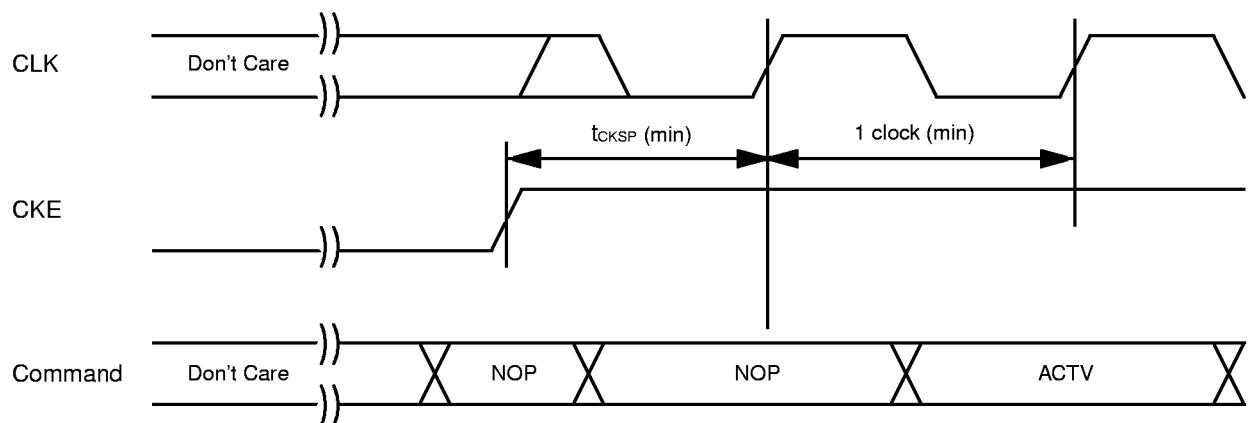 CLK
Don't Care
tCKSP (min)
1 clock (min)
CKE
Command
Don't Care
NOP
NOP
ACTV